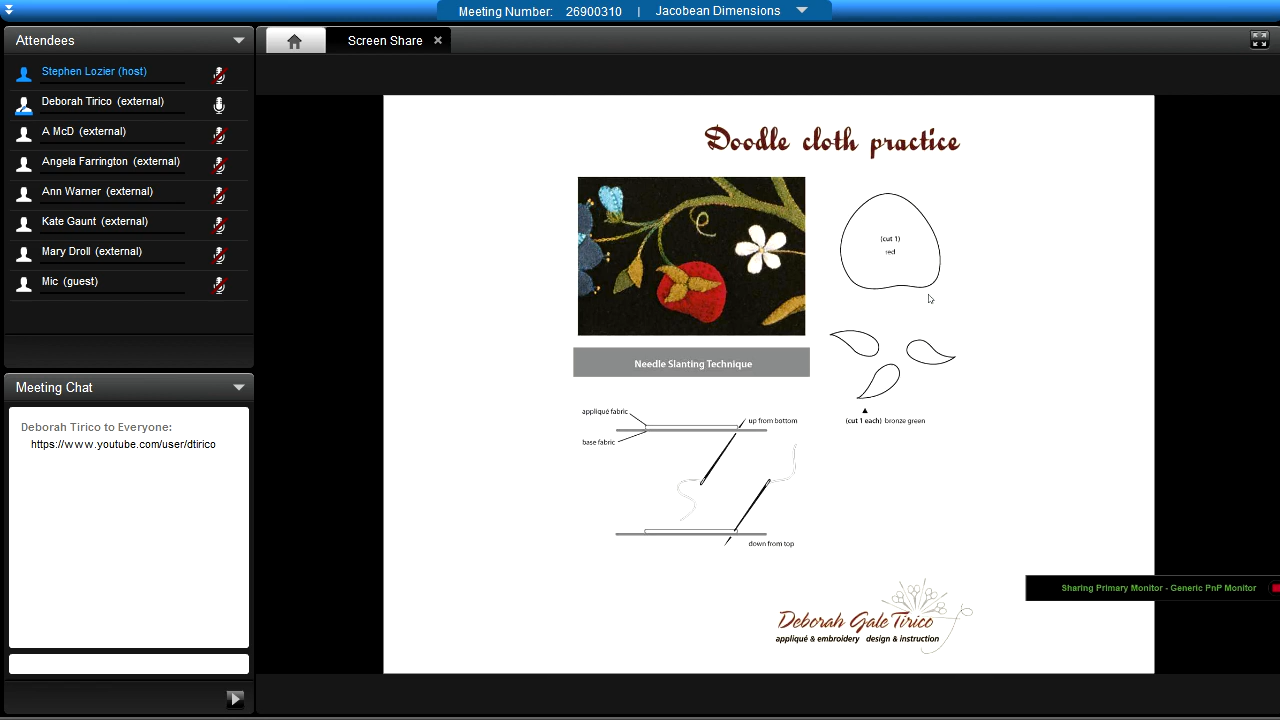 Meeting Number: 26900310 | Jacobean Dimensions
Attendees
Stephen Lozier (host)
Deborah Tirico (external)
A McD (external)
Angela Farrington (external)
Ann Warner (external)
Kate Gaunt (external)
Mary Droll (external)
Mic (guest)
Meeting Chat
Deborah Tirico to Everyone:
https://www.youtube.com/user/dtirico
Screen Share
Doodle cloth practice
(cut 1)
red
Needle Slanting Technique
appliqué fabric
up from bottom
base fabric
down from top
(cut 1 each) bronze green
Sharing Primary Monitor - Generic PnP Monitor
Deborah Gale Tirico
appliqué & embroidery design & instruction